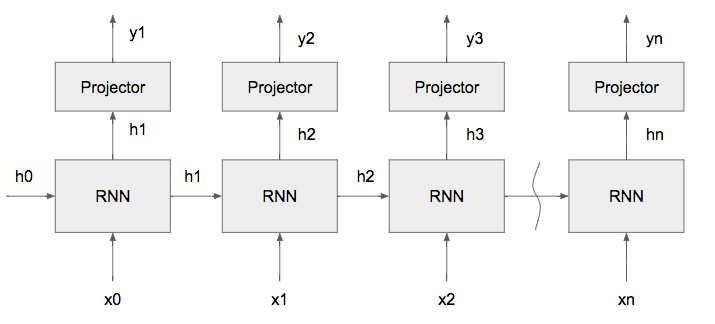 y1 y2 y3 yn
Projector Projector Projector Projector
h1 h2 h3 hn
h0 h1 h2
RNN RNN RNN RNN
x0 x1 x2 xn